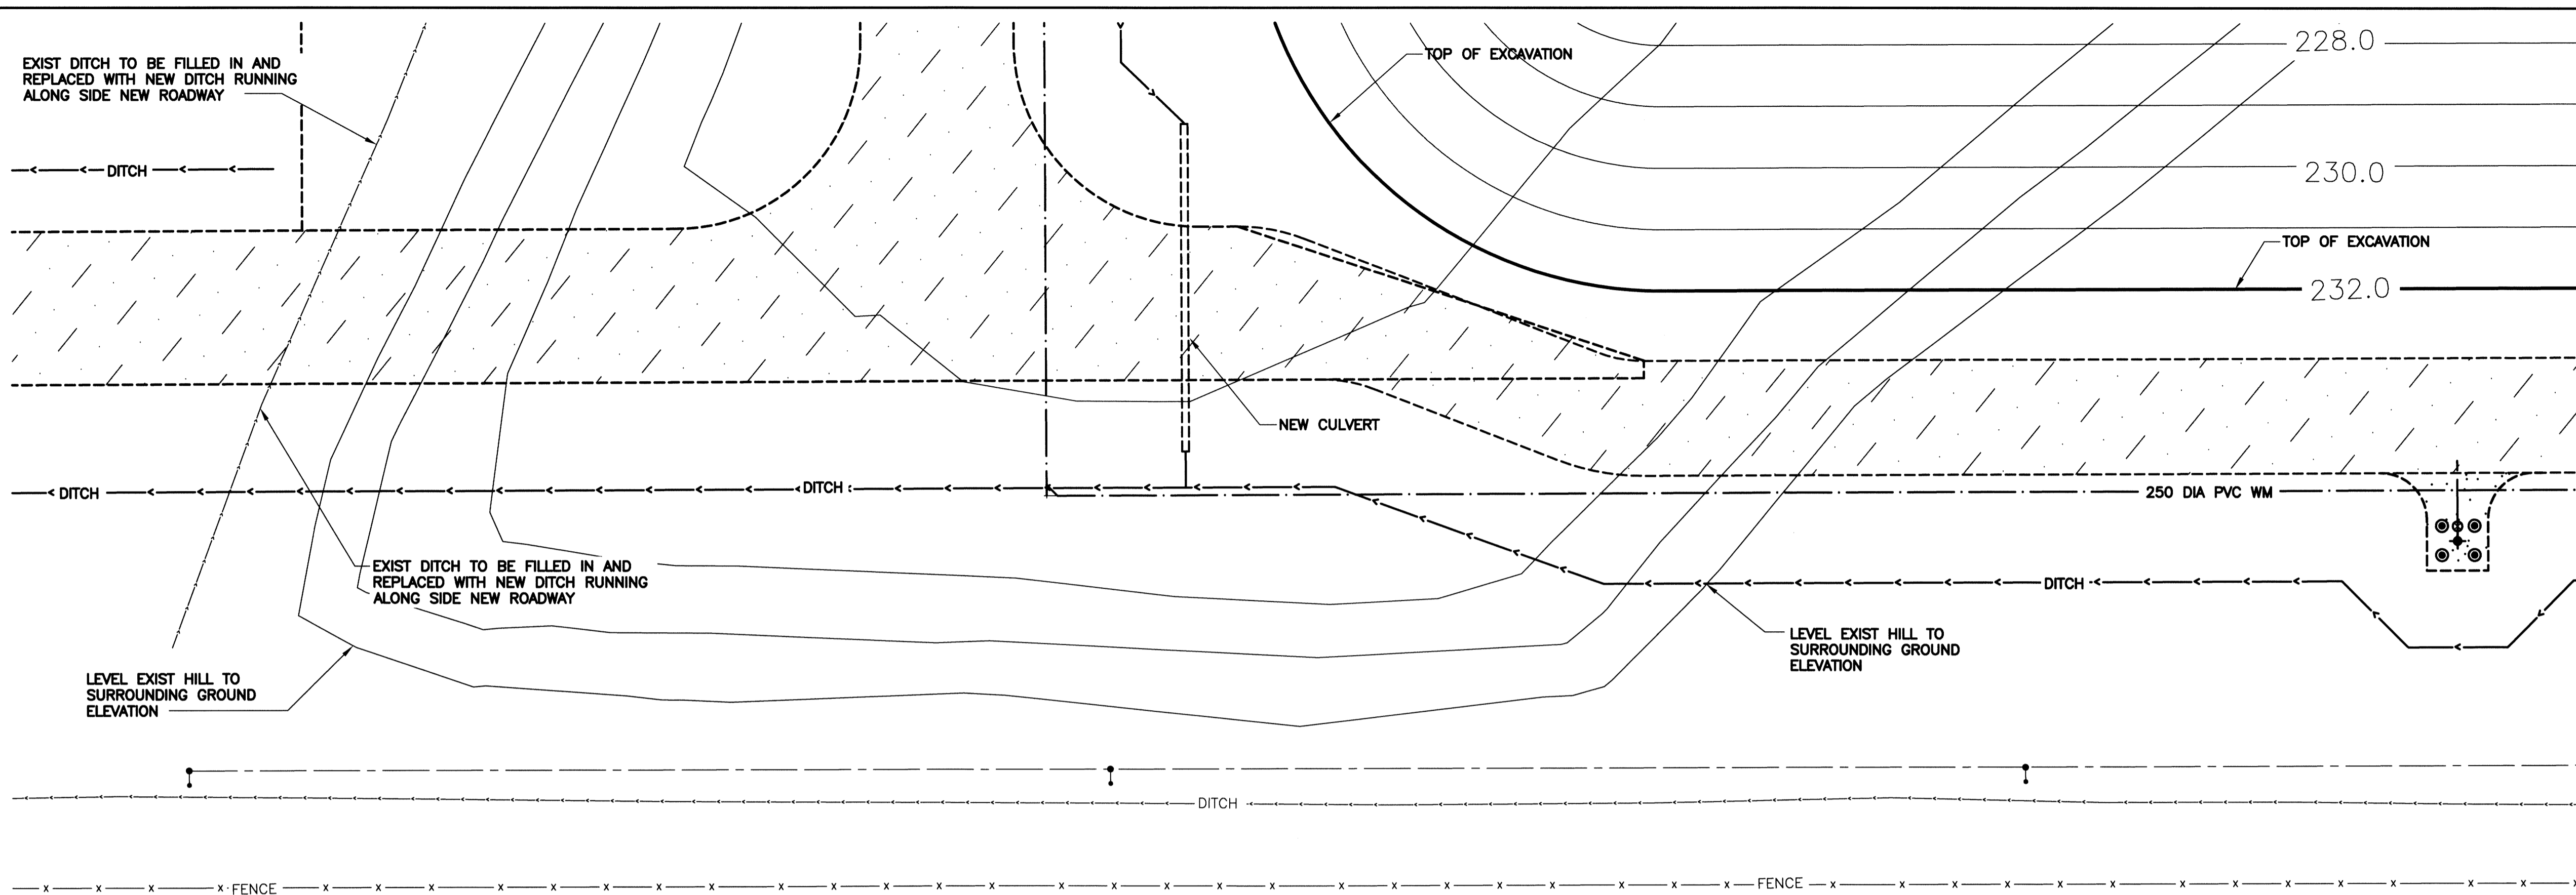 EXIST DITCH TO BE FILLED IN AND
REPLACED WITH NEW DITCH RUNNING
ALONG SIDE NEW ROADWAY
TOP OF EXCAVATION
228.0
DITCH
230.0
TOP OF EXCAVATION
232.0
NEW CULVERT
DITCH
DITCH
250 DIA PVC WM
EXIST DITCH TO BE FILLED IN AND
REPLACED WITH NEW DITCH RUNNING
ALONG SIDE NEW ROADWAY
DITCH
LEVEL EXIST HILL TO
SURROUNDING GROUND
ELEVATION
LEVEL EXIST HILL TO
SURROUNDING GROUND
ELEVATION
DITCH
FENCE
FENCE